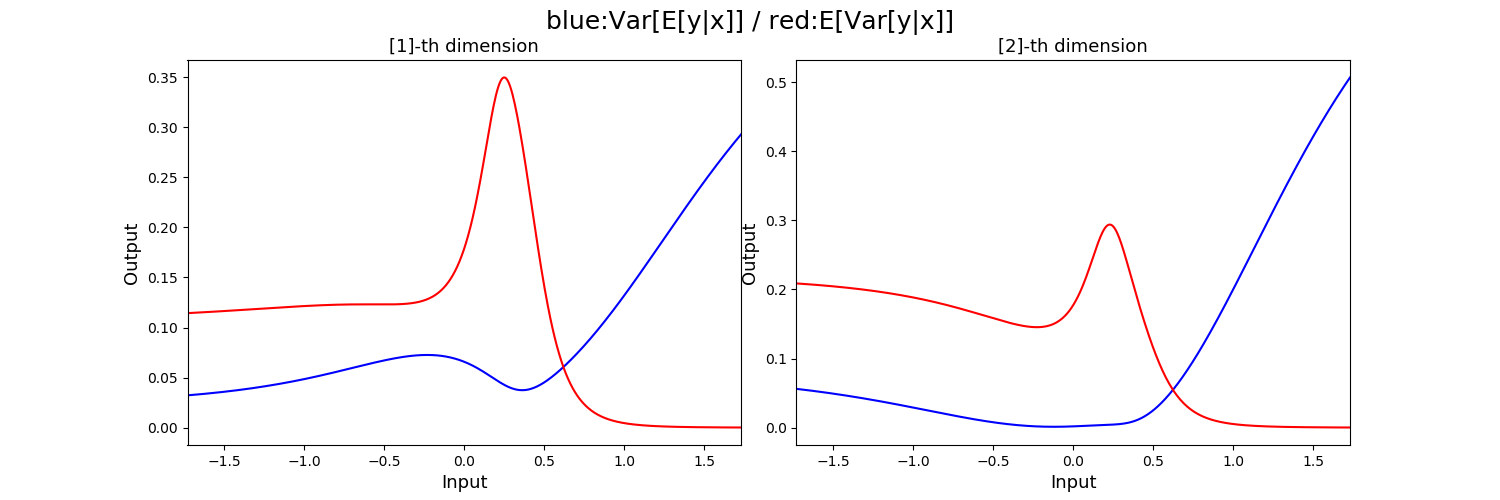 blue:Var[E[y|x]] / red:E[Var[y|x]]
[1]-th dimension
0.35
0.30
0.25
0.20
0.15
0.10
0.05
0.00
Output
−1.5 −1.0 −0.5 0.0 0.5 1.0 1.5
Input
[2]-th dimension
0.5
0.4
0.3
0.2
0.1
0.0
Output
−1.5 −1.0 −0.5 0.0 0.5 1.0 1.5
Input